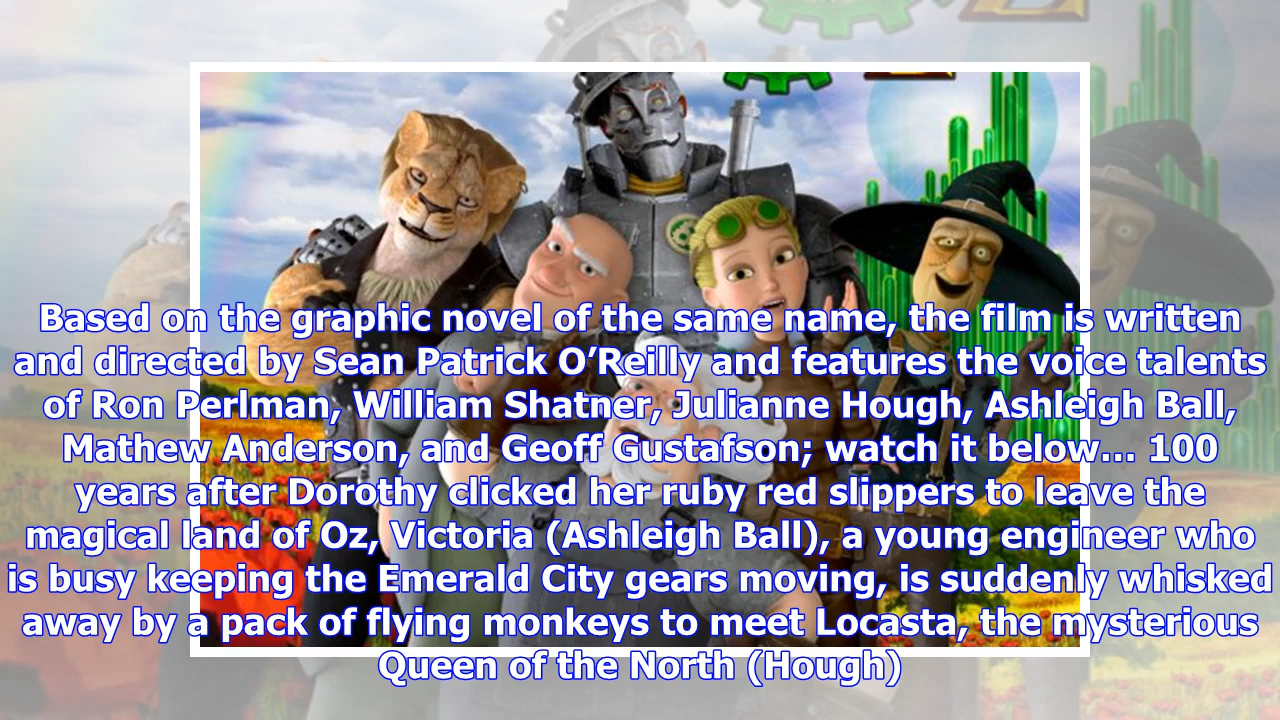 Based on the graphic novel of the same name, the film is written
and directed by Sean Patrick O’Reilly and features the voice talents
of Ron Perlman, William Shatner, Julianne Hough, Ashleigh Ball,
Mathew Anderson, and Geoff Gustafson; watch it below… 100
years after Dorothy clicked her ruby red slippers to leave the
magical land of Oz, Victoria (Ashleigh Ball), a young engineer who
is busy keeping the Emerald City gears moving, is suddenly whisked
away by a pack of flying monkeys to meet Locasta, the mysterious
Queen of the North (Hough)